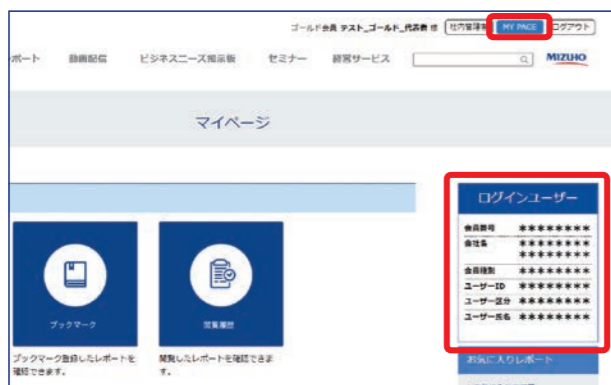 ゴールド会員 テスト_ゴールド_代表者 様 社内管理者 MY PAGE ログアウト
ポート 動画配信 ビジネスニーズ掲示板 セミナー 経営サービス MIZUHO
マイページ
ログインユーザー
会員番号 ********
会社名 ********
********
会員種別 ********
ユーザーID ********
ユーザー区分 ********
ユーザー氏名 ********
ブックマーク
閲覧履歴
ブックマーク登録したレポートを
確認できます。
閲覧したレポートを確認できま
す。
お気に入りレポート